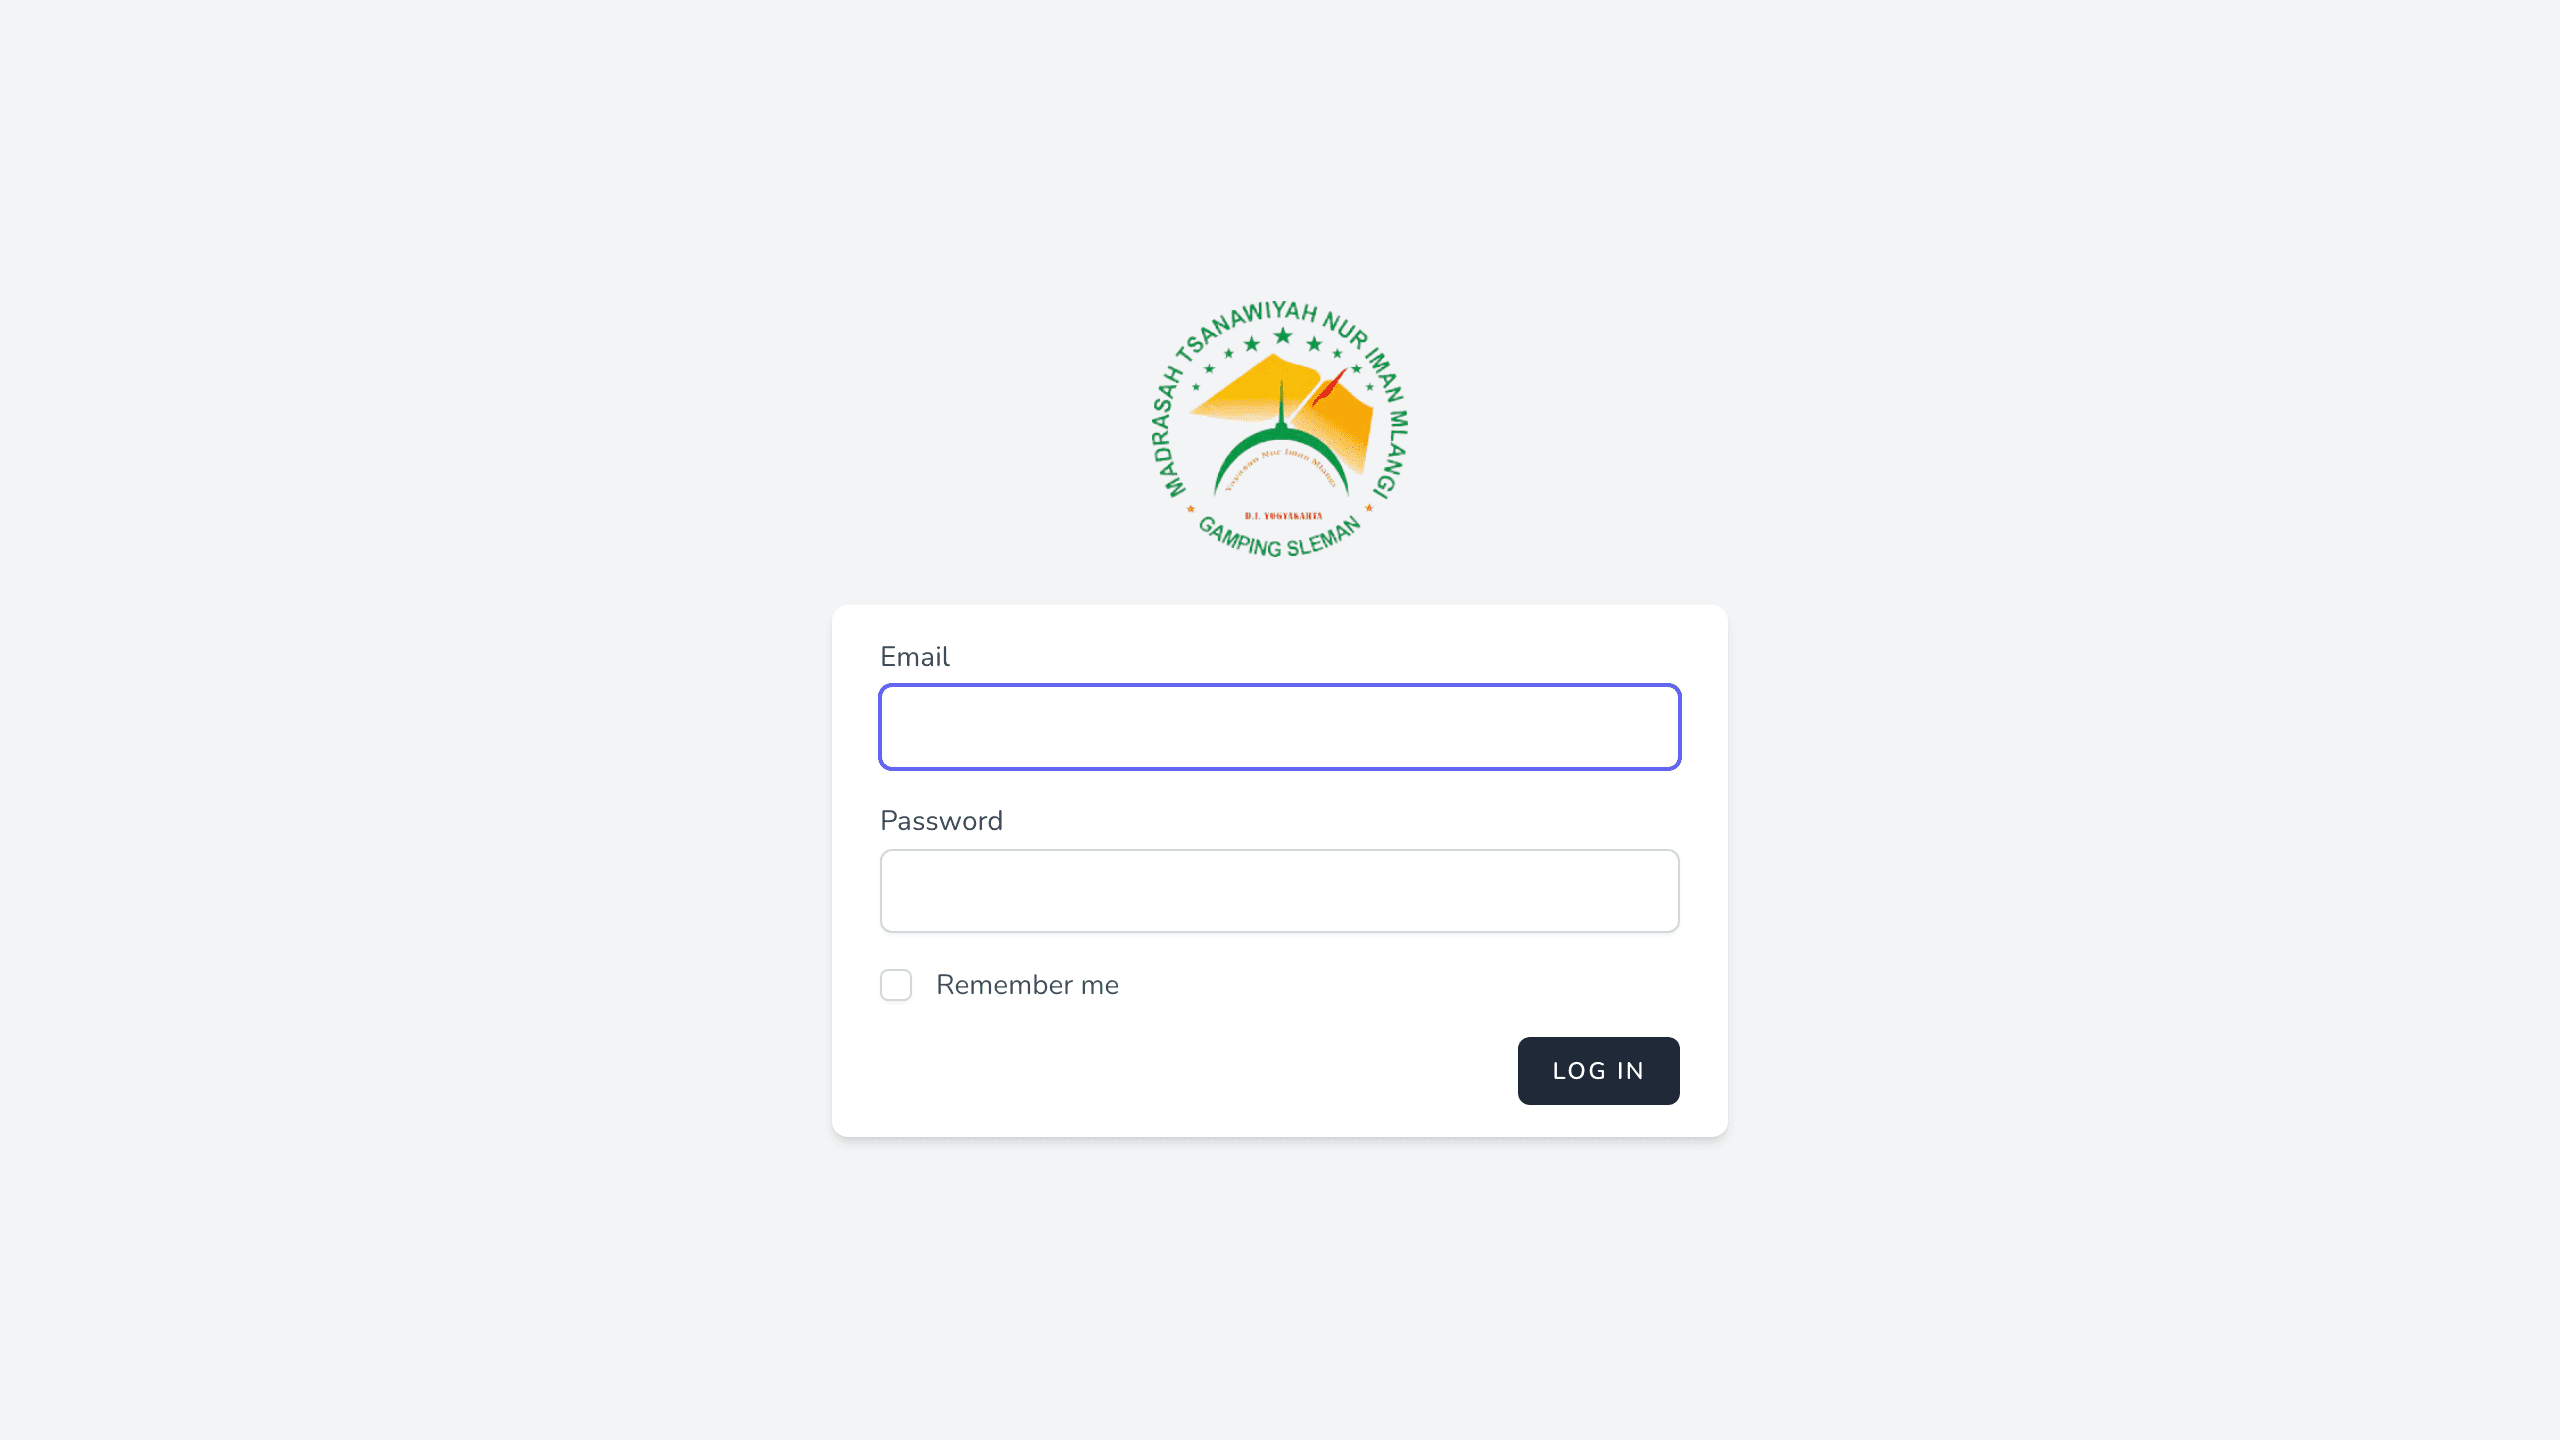 MADRASAH TSANAWIYAH NUR IMAN MLANGI
Yayasan Nur Iman Mlangi
D.I. YOGYAKARTA
GAMPING SLEMAN
Email
Password
Remember me
LOG IN